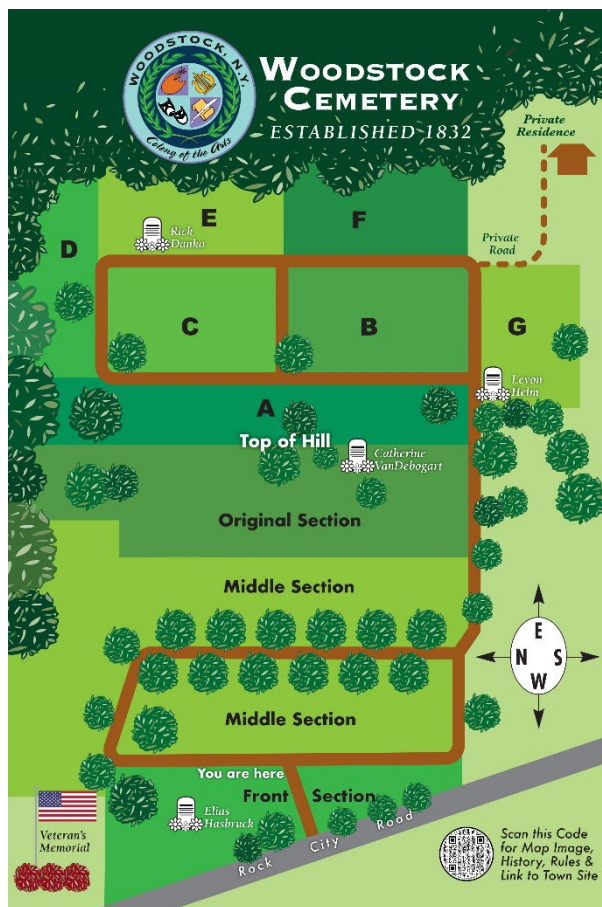 WOODSTOCK, N.Y.
Colony of the Arts
WOODSTOCK
CEMETERY
ESTABLISHED 1832
Private
Residence
Private
Road
E
Rick
Danko
F
D
C
B
G
Levon
Helm
A
Top of Hill
Catherine
VanDebogart
Original Section
Middle Section
E
N S
W
Middle Section
You are here
Front Section
Elias
Hasbruck
Rock City Road
Veteran's
Memorial
Scan this Code
for Map Image,
History, Rules &
Link to Town Site